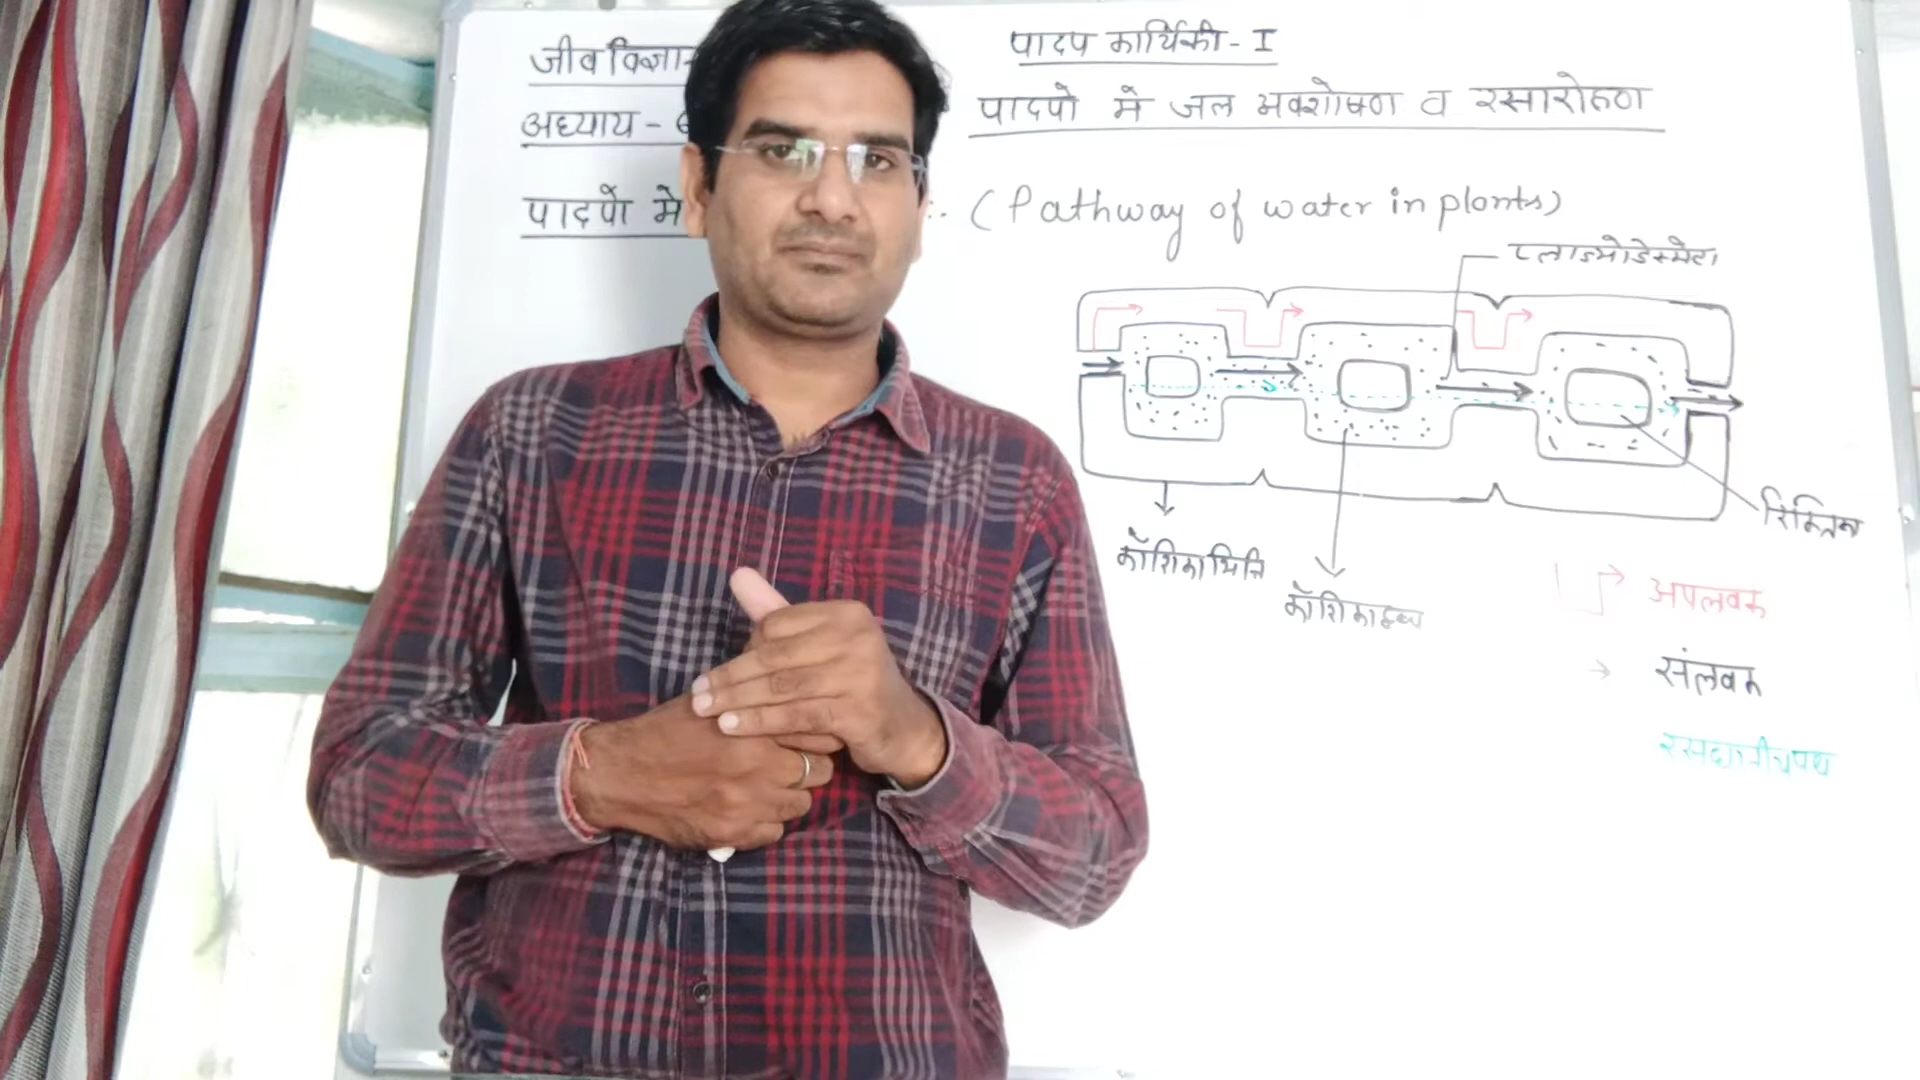 जीव विज्ञा
पादप कार्यिकी - I
अध्याय -
पादपो मे जल अवशोषण व रसारोहण
पादपों मे
(Pathway of water in plants)
प्लाज्मोडेस्मेटा
रिक्तिका
कोशिका भित्ति
कोशिका द्रव्य
अपलवक
संलवक
रसधानीय पथ